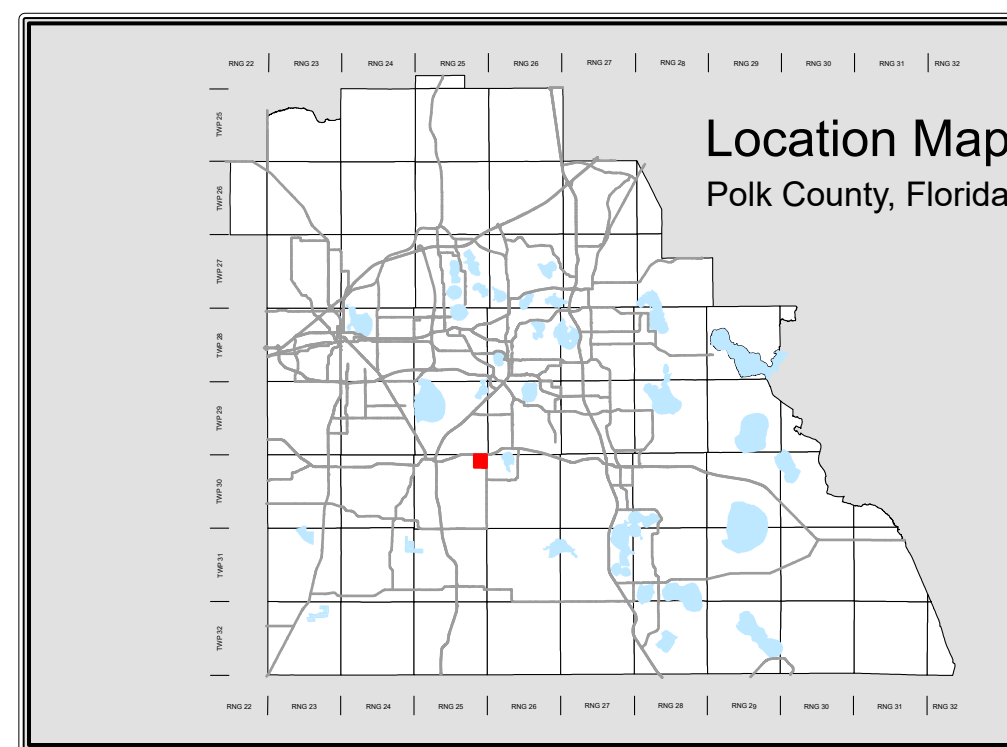 RNG 22 RNG 23 RNG 24 RNG 25 RNG 26 RNG 27 RNG 28 RNG 29 RNG 30 RNG 31 RNG 32
Location Map
Polk County, Florida
TWP 25
TWP 26
TWP 27
TWP 28
TWP 29
TWP 30
TWP 31
TWP 32
RNG 22 RNG 23 RNG 24 RNG 25 RNG 26 RNG 27 RNG 28 RNG 29 RNG 30 RNG 31 RNG 32